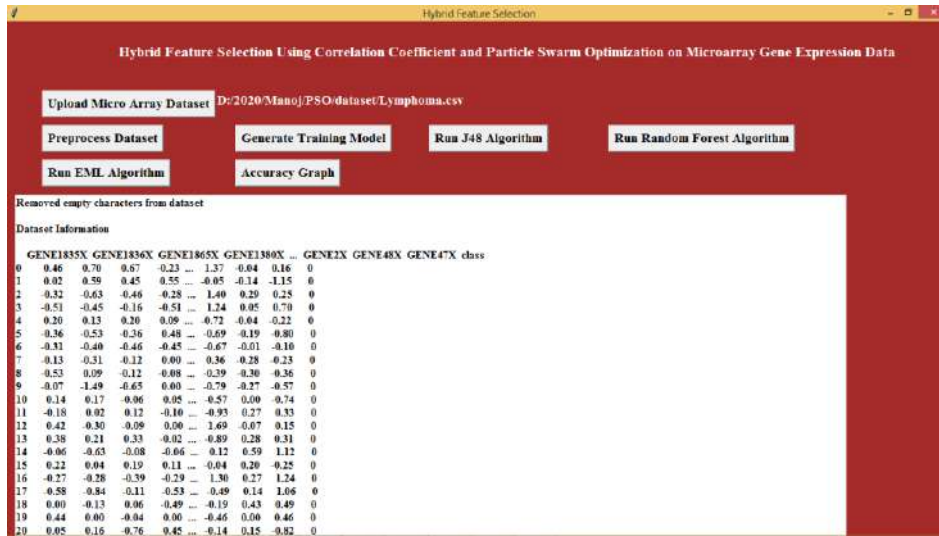 Hybrid Feature Selection
Hybrid Feature Selection Using Correlation Coefficient and Particle Swarm Optimization on Microarray Gene Expression Data
Upload Micro Array Dataset D:/2020/Manoj/PSO/dataset/Lymphoma.csv
Preprocess Dataset Generate Training Model Run J48 Algorithm Run Random Forest Algorithm
Run EML Algorithm Accuracy Graph
Removed empty characters from dataset
Dataset Information
GENE1835X GENE1836X GENE1865X GENE1380X ... GENE2X GENE48X GENE47X class
0 0.46 0.70 0.67 -0.23 ... 1.37 -0.04 0.16 0
1 0.02 0.59 0.45 0.55 ... -0.05 -0.14 -1.15 0
2 -0.32 -0.63 -0.46 -0.28 ... 1.40 0.29 0.25 0
3 -0.51 -0.45 -0.16 -0.51 ... 1.24 0.05 0.70 0
4 0.20 0.13 0.20 0.09 ... -0.72 -0.04 -0.22 0
5 -0.36 -0.53 -0.36 0.48 ... -0.69 -0.19 -0.80 0
6 -0.31 -0.40 -0.46 -0.45 ... -0.67 -0.01 -0.10 0
7 -0.13 -0.31 -0.12 0.00 ... 0.36 -0.28 -0.23 0
8 -0.53 0.09 -0.12 -0.08 ... -0.39 -0.30 -0.36 0
9 -0.07 -1.49 -0.65 0.00 ... -0.79 -0.27 -0.57 0
10 0.14 0.17 -0.06 0.05 ... -0.57 0.00 -0.74 0
11 -0.18 0.02 0.12 -0.10 ... -0.93 0.27 0.33 0
12 0.42 -0.30 -0.09 0.00 ... 1.69 -0.07 0.15 0
13 0.38 0.21 0.33 -0.02 ... -0.89 0.28 0.31 0
14 -0.06 -0.63 -0.08 -0.06 ... 0.12 0.59 1.12 0
15 0.22 0.04 0.19 0.11 ... -0.04 0.20 -0.25 0
16 -0.27 -0.28 -0.39 -0.29 ... 1.30 0.27 1.24 0
17 -0.58 -0.84 -0.11 -0.53 ... -0.49 0.14 1.06 0
18 0.00 -0.13 0.06 -0.49 ... -0.19 0.43 0.49 0
19 0.44 0.00 -0.04 0.00 ... -0.46 0.00 0.46 0
20 0.05 0.16 -0.76 0.45 ... -0.14 0.15 -0.82 0